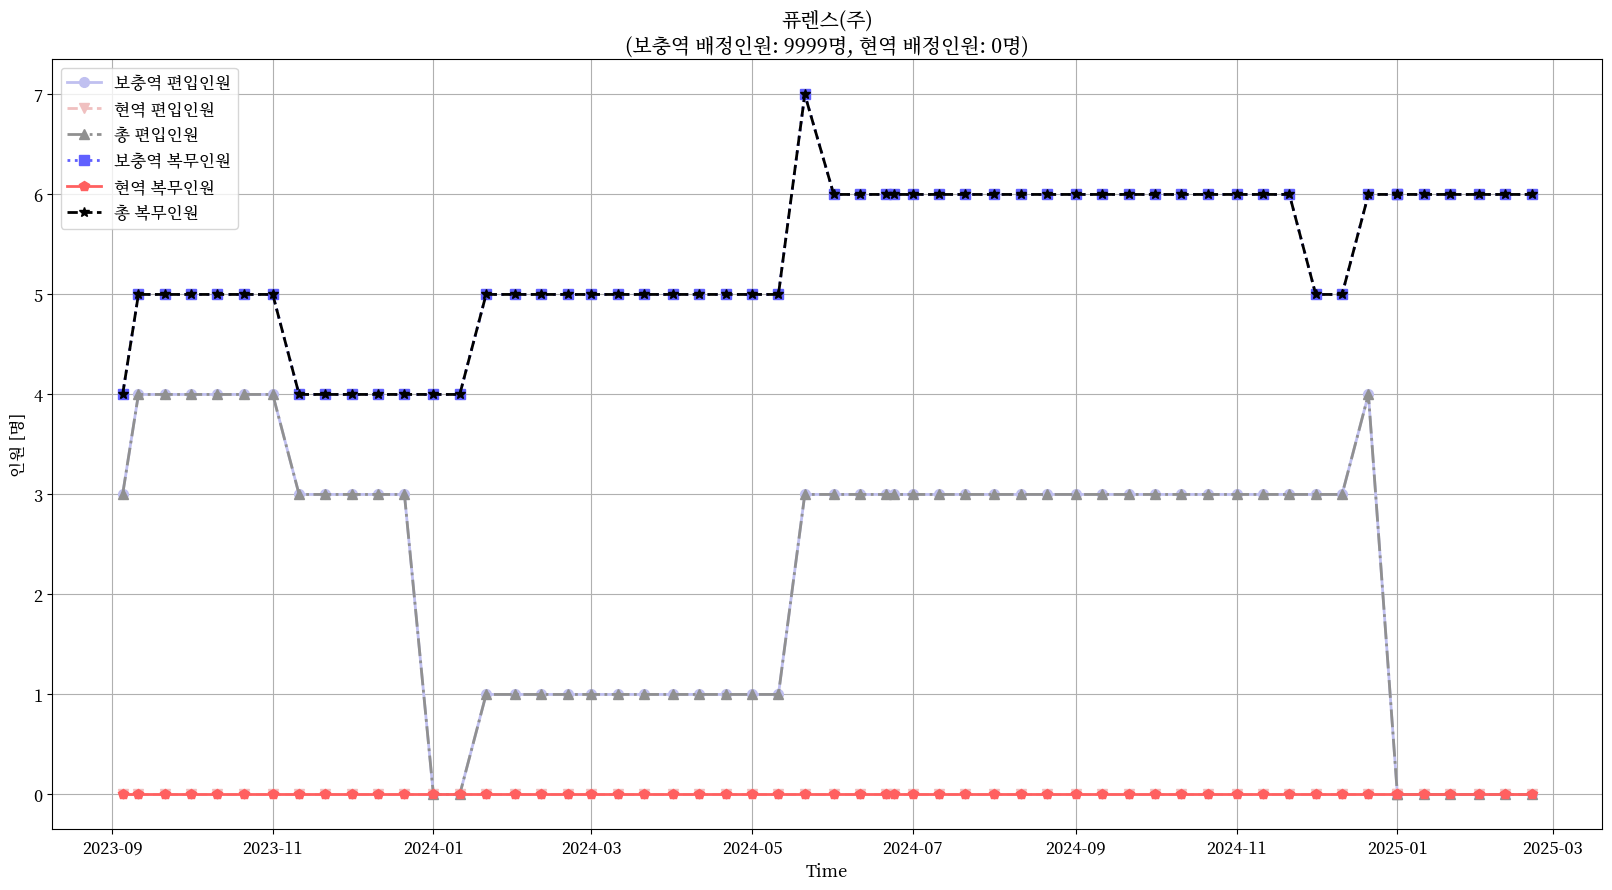 퓨렌스(주)
(보충역 배정인원: 9999명, 현역 배정인원: 0명)
보충역 편입인원
현역 편입인원
총 편입인원
보충역 복무인원
현역 복무인원
총 복무인원
인원 [명]
7
6
5
4
3
2
1
0
2023-09 2023-11 2024-01 2024-03 2024-05 2024-07 2024-09 2024-11 2025-01 2025-03
Time